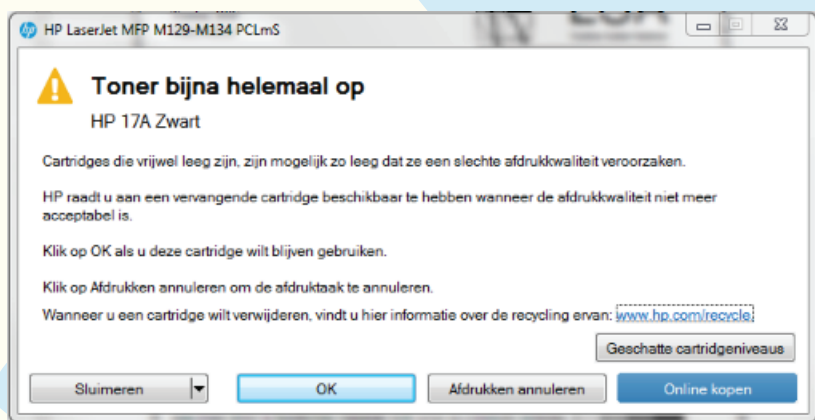 HP LaserJet MFP M129-M134 PCLmS
Toner bijna helemaal op
HP 17A Zwart
Cartridges die vrijwel leeg zijn, zijn mogelijk zo leeg dat ze een slechte afdrukkwaliteit veroorzaken.
HP raadt u aan een vervangende cartridge beschikbaar te hebben wanneer de afdrukkwaliteit niet meer
acceptabel is.
Klik op OK als u deze cartridge wilt blijven gebruiken.
Klik op Afdrukken annuleren om de afdruktaak te annuleren.
Wanneer u een cartridge wilt verwijderen, vindt u hier informatie over de recycling ervan: www.hp.com/recycle.
Geschatte cartridgeniveaus
Sluimeren OK Afdrukken annuleren Online kopen